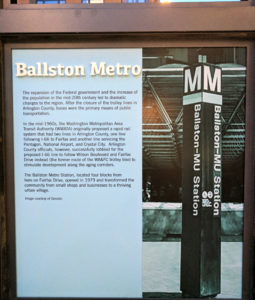 Ballston Metro
The expansion of the Federal government and the increase of
the population in the mid-20th century led to dramatic
changes to the region. After the closure of the trolley lines in
Arlington County, buses were the primary means of public
transportation.
In the mid-1960s, the Washington Metropolitan Area
Transit Authority (WMATA) originally proposed a rapid rail
system that had two lines in Arlington County, one line
following I-66 to Fairfax and another line servicing the
Pentagon, National Airport, and Crystal City. Arlington
County officials, however, successfully lobbied for the
proposed I-66 line to follow Wilson Boulevard and Fairfax
Drive instead (the former route of the W&FC trolley lines) to
stimulate development along the aging corridors.
The Ballston Metro Station, located four blocks from
here on Fairfax Drive, opened in 1979 and transformed the
community from small shops and businesses to a thriving
urban village.
Image courtesy of
M M
Ballston-MU Station
Ballston-MU Station